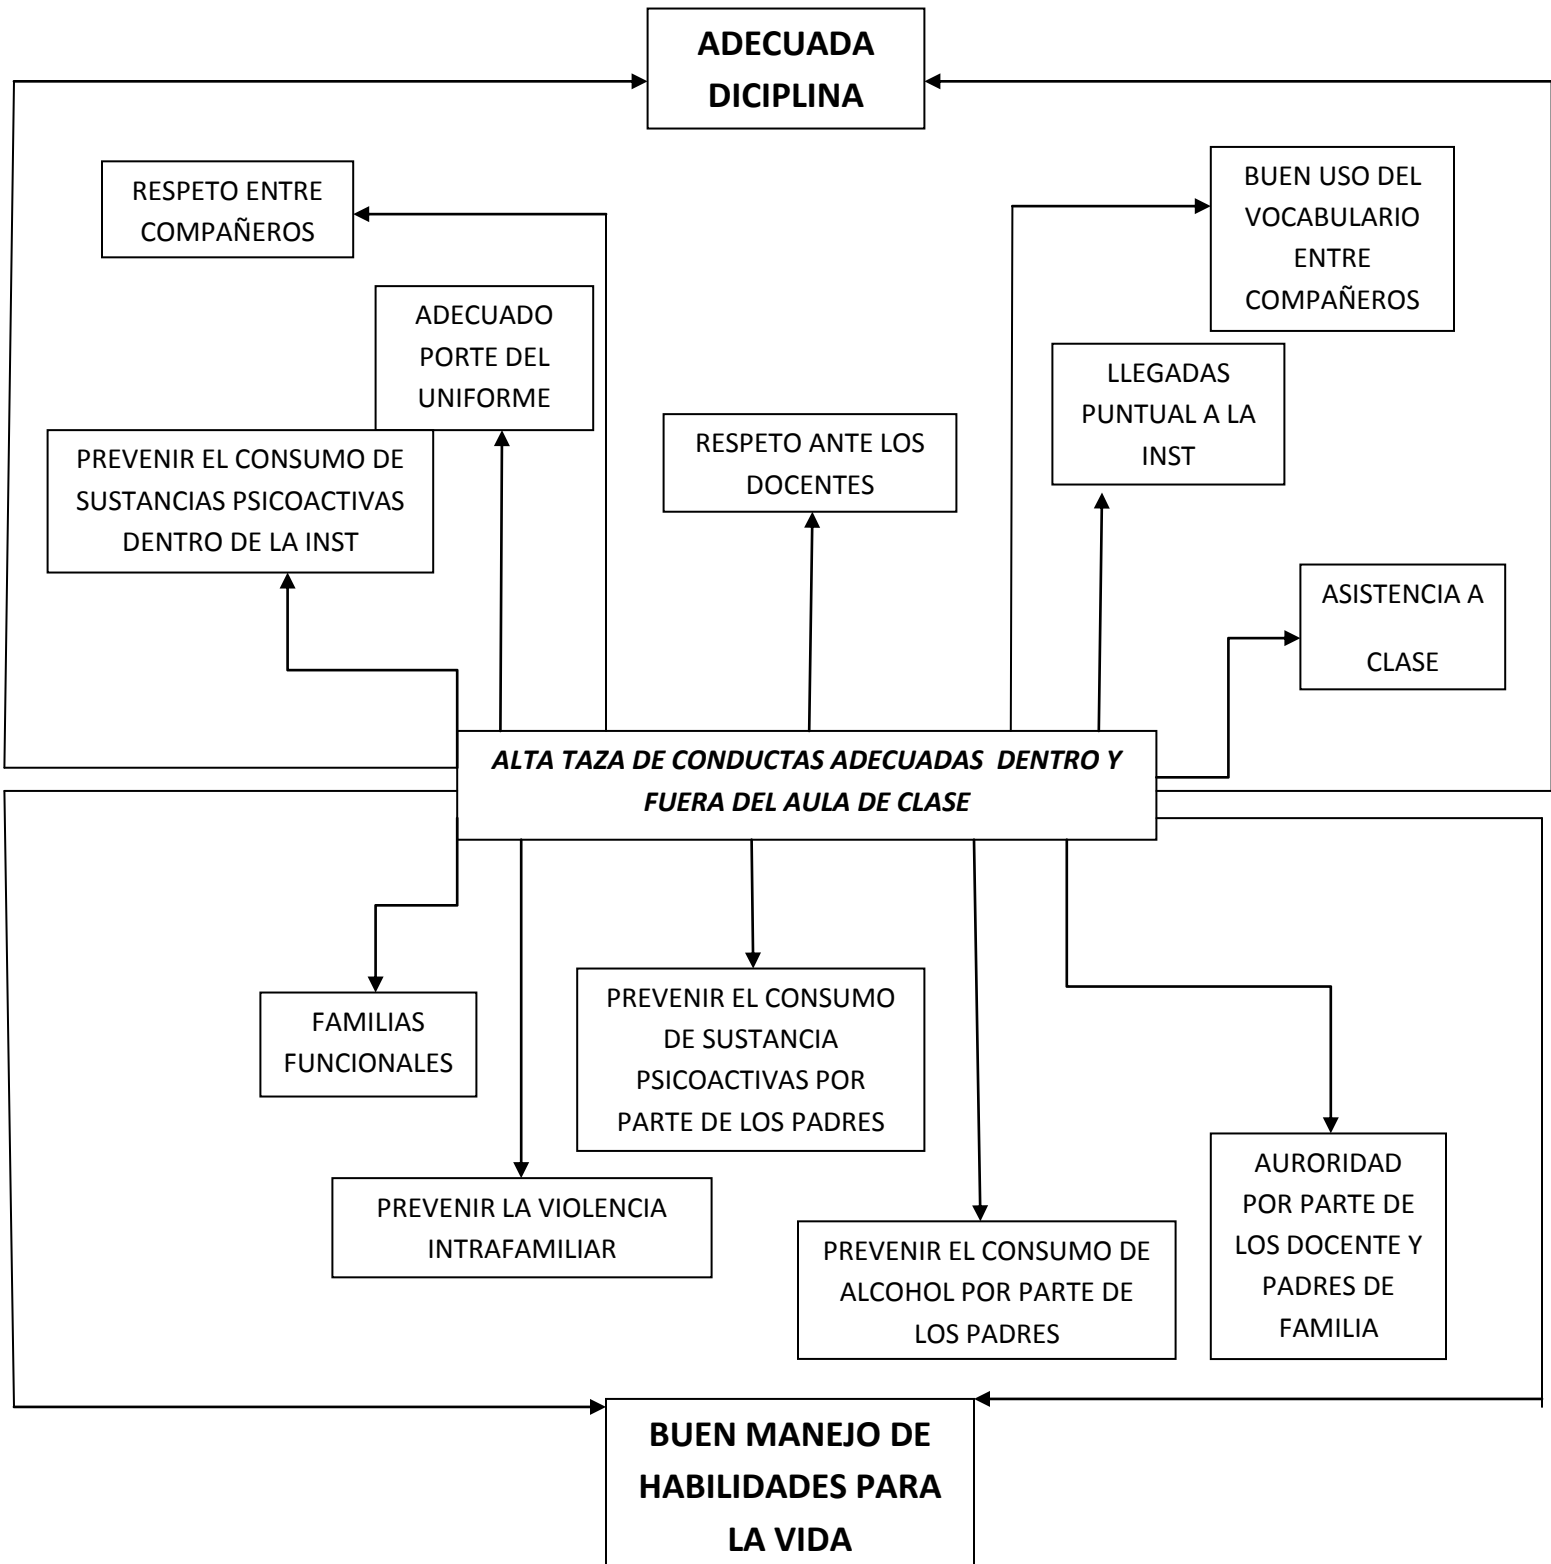 ADECUADA
DICIPLINA
RESPETO ENTRE
COMPAÑEROS
BUEN USO DEL
VOCABULARIO
ENTRE
COMPAÑEROS
ADECUADO
PORTE DEL
UNIFORME
LLEGADAS
PUNTUAL A LA
INST
RESPETO ANTE LOS
DOCENTES
PREVENIR EL CONSUMO DE
SUSTANCIAS PSICOACTIVAS
DENTRO DE LA INST
ASISTENCIA A
CLASE
ALTA TAZA DE CONDUCTAS ADECUADAS  DENTRO Y
FUERA DEL AULA DE CLASE
FAMILIAS
FUNCIONALES
PREVENIR EL CONSUMO
DE SUSTANCIA
PSICOACTIVAS POR
PARTE DE LOS PADRES
PREVENIR LA VIOLENCIA
INTRAFAMILIAR
PREVENIR EL CONSUMO DE
ALCOHOL POR PARTE DE
LOS PADRES
AURORIDAD
POR PARTE DE
LOS DOCENTE Y
PADRES DE
FAMILIA
BUEN MANEJO DE
HABILIDADES PARA
LA VIDA